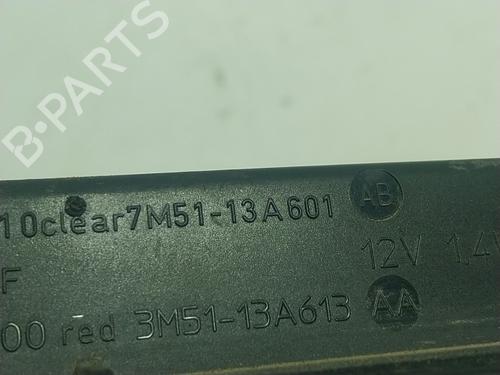 B-PARTS
10clear7M51-13A601 AB
F 12V 1,4
00 red 3M51-13A613 AA